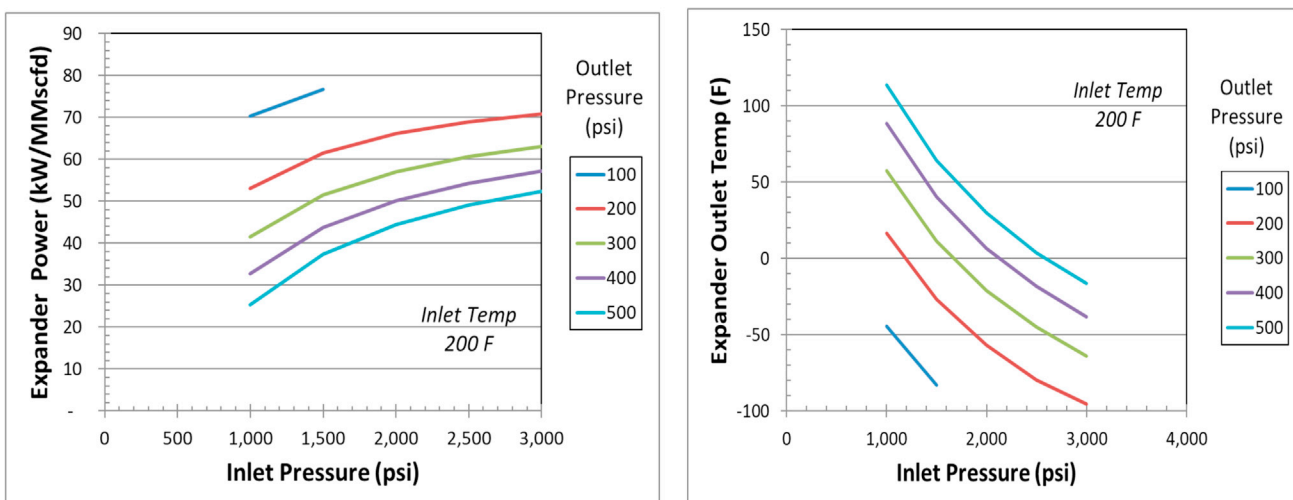 Expander Power (kW/MMscfd)
90
80
70
60
50
40
30
20
10
-
0
500
1,000
1,500
2,000
2,500
3,000
Inlet Pressure (psi)
Inlet Temp
200 F
Outlet
Pressure
(psi)
100
200
300
400
500
Expander Outlet Temp (F)
150
100
50
0
-50
-100
0
1,000
2,000
3,000
4,000
Inlet Pressure (psi)
Inlet Temp
200 F
Outlet
Pressure
(psi)
100
200
300
400
500